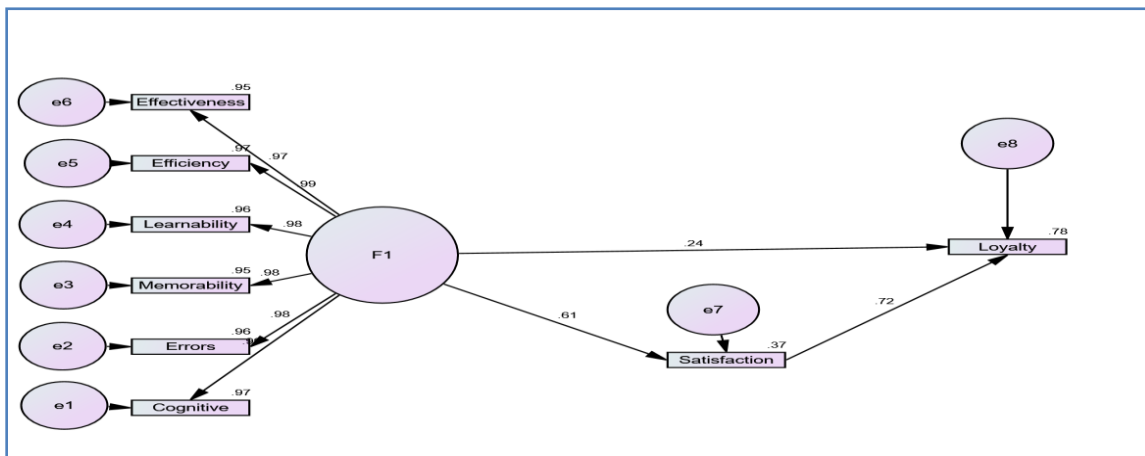 .95
e6
Effectiveness
.97
.97
e5
Efficiency
.99
.96
e4
Learnability
.98
.95
e3
Memorability
.98
.98
.96
e2
Errors
.97
e1
Cognitive
F1
.24
.61
e7
.37
Satisfaction
.72
e8
.78
Loyalty